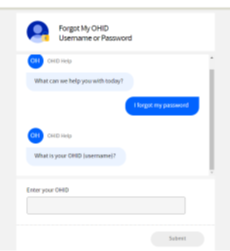 Forgot My OHID
Username or Password
OH OHID Help
What can we help you with today?
I forgot my password
OH OHID Help
What is your OHID (username)?
Enter your OHID
Submit